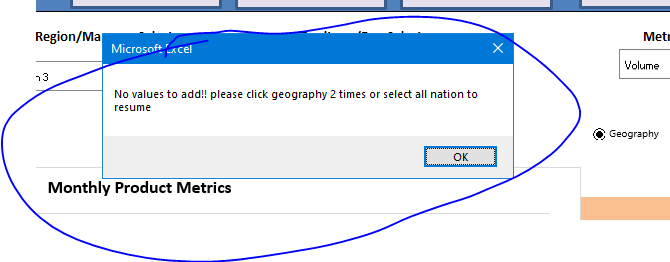 Region/Ma
Metr
Microsoft Excel
n 3
Volume
No values to add!! please click geography 2 times or select all nation to
resume
Geography
OK
Monthly Product Metrics